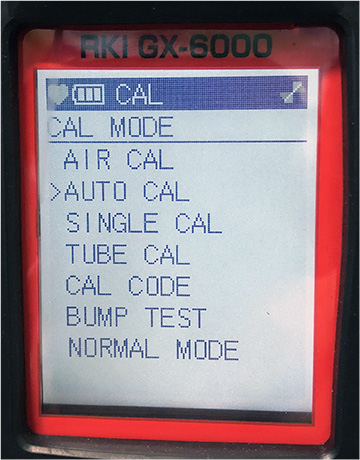 RKI GX-6000
CAL
CAL MODE
AIR CAL
>AUTO CAL
SINGLE CAL
TUBE CAL
CAL CODE
BUMP TEST
NORMAL MODE